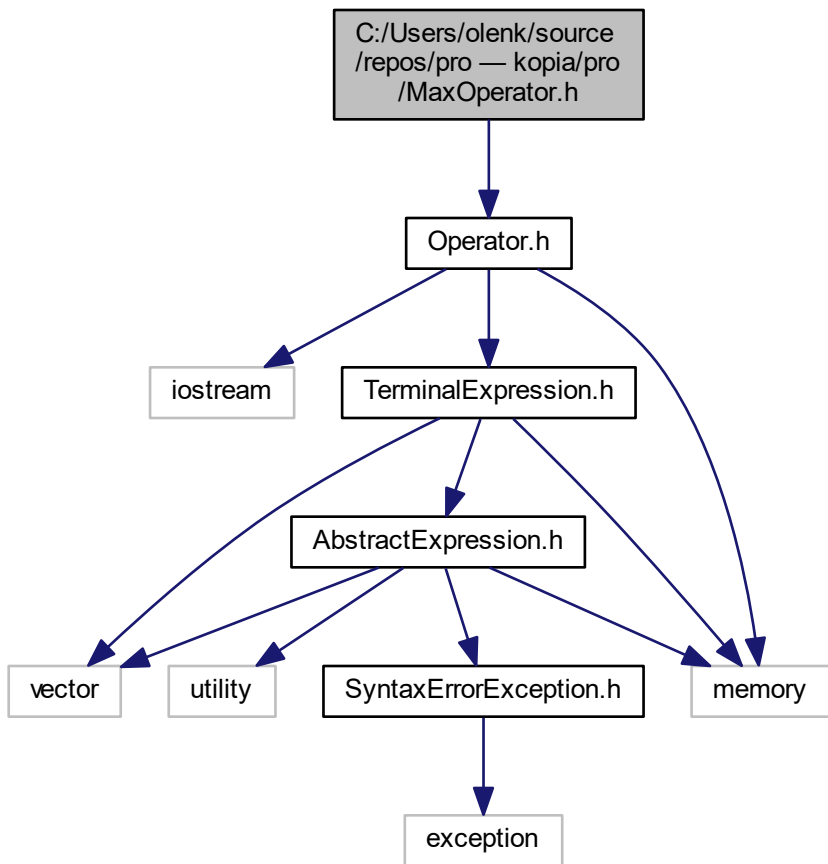 C:/Users/olenk/source
/repos/pro — kopia/pro
/MaxOperator.h
Operator.h
iostream
TerminalExpression.h
AbstractExpression.h
vector
utility
SyntaxErrorException.h
memory
exception